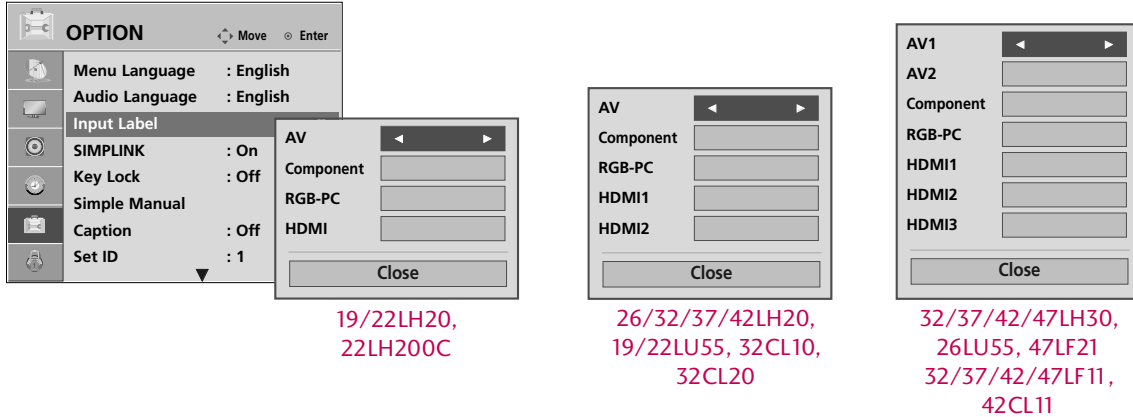 OPTION Move Enter
Menu Language : English
Audio Language : English
Input Label
SIMPLINK : On
Key Lock : Off
Simple Manual
Caption : Off
Set ID : 1
AV
Component
RGB-PC
HDMI
Close
19/22LH20,
22LH200C
AV
Component
RGB-PC
HDMI1
HDMI2
Close
26/32/37/42LH20,
19/22LU55, 32CL10,
32CL20
AV1
AV2
Component
RGB-PC
HDMI1
HDMI2
HDMI3
Close
32/37/42/47LH30,
26LU55, 47LF21
32/37/42/47LF11,
42CL11